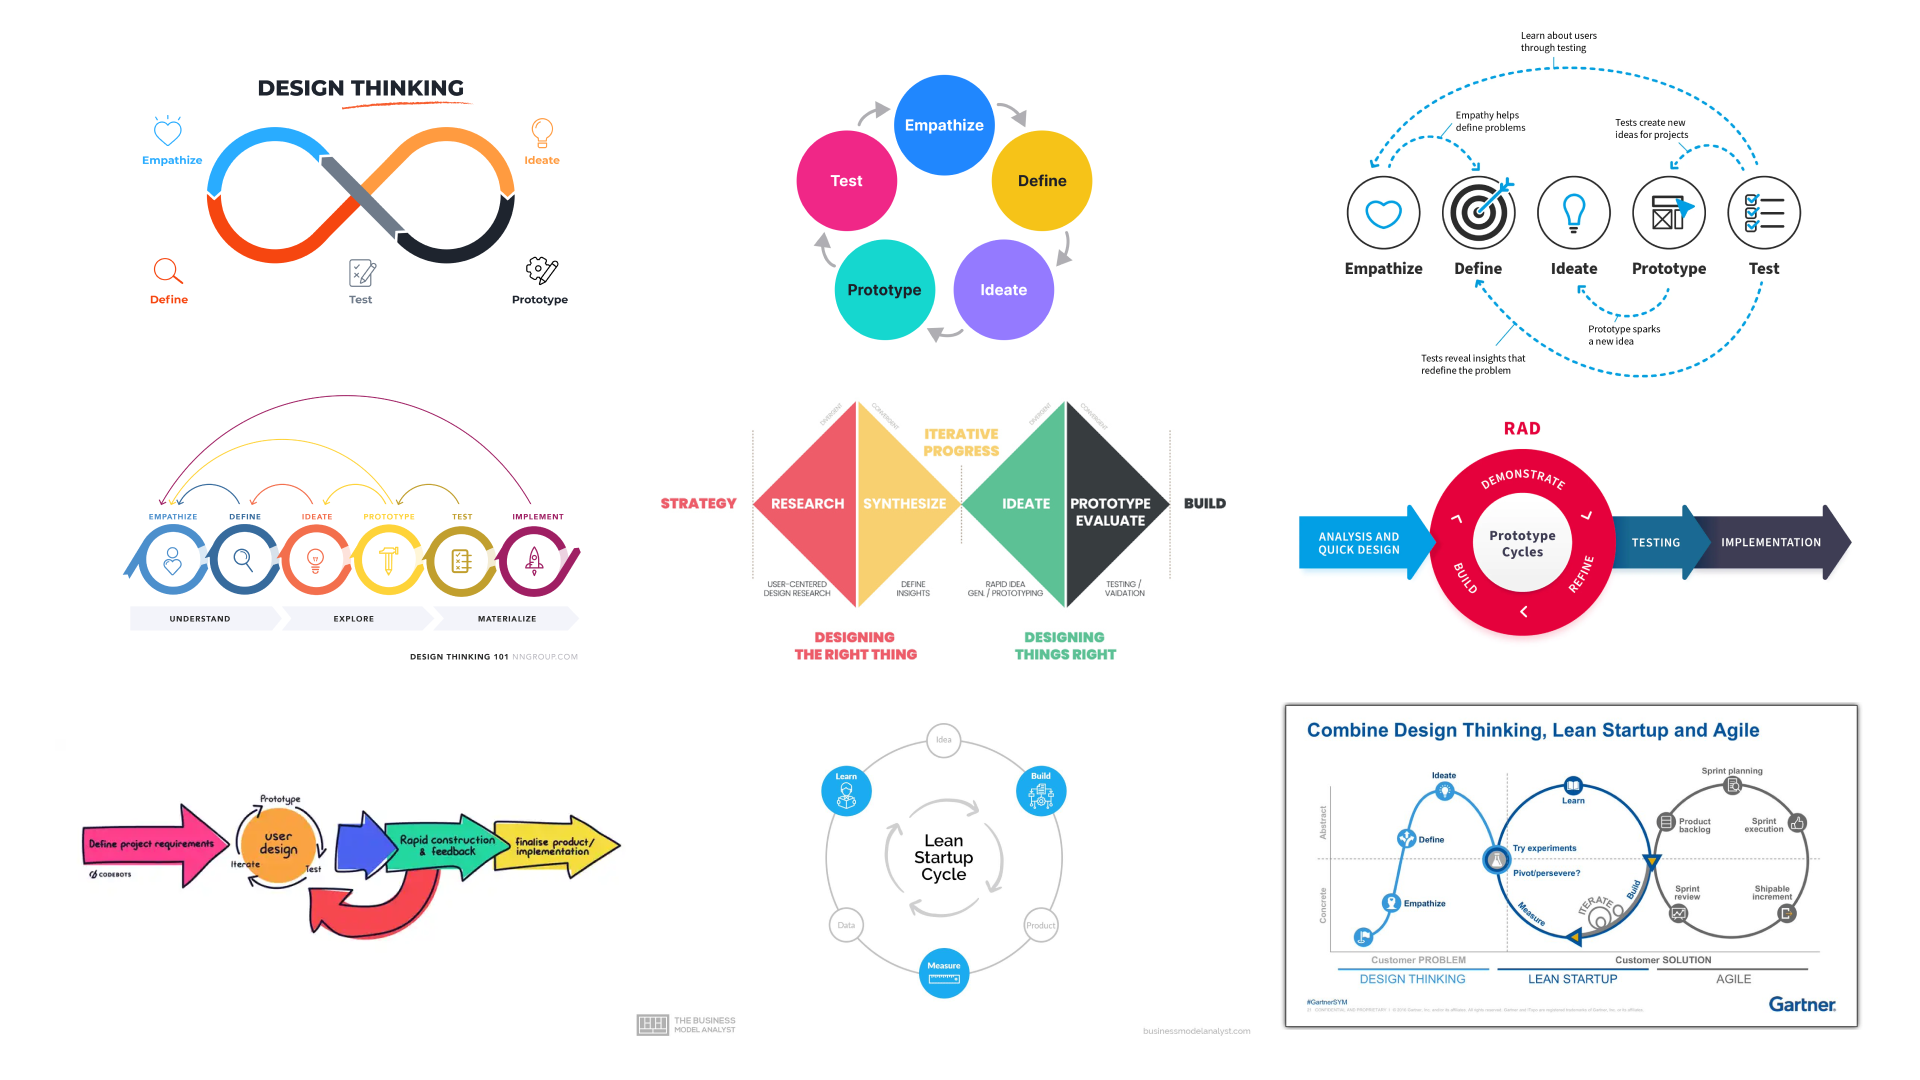 DESIGN THINKING
Empathize
Ideate
Define
Test
Prototype
Empathize
Test
Define
Prototype
Ideate
Learn about users
through testing
Empathy helps
define problems
Tests create new
ideas for projects
Empathize
Define
Ideate
Prototype
Test
Prototype sparks
a new idea
Tests reveal insights that
redefine the problem
EMPATHIZE
DEFINE
IDEATE
PROTOTYPE
TEST
IMPLEMENT
UNDERSTAND
EXPLORE
MATERIALIZE
DESIGN THINKING 101 NNGROUP.COM
DIVERGENT
CONVERGENT
DIVERGENT
CONVERGENT
ITERATIVE
PROGRESS
STRATEGY
RESEARCH
SYNTHESIZE
IDEATE
PROTOTYPE
EVALUATE
BUILD
USER-CENTERED
DESIGN RESEARCH
DEFINE
INSIGHTS
RAPID IDEA
GEN. / PROTOTYPING
TESTING /
VAIDATION
DESIGNING
THE RIGHT THING
DESIGNING
THINGS RIGHT
RAD
DEMONSTRATE
ANALYSIS AND
QUICK DESIGN
Prototype
Cycles
BUILD
REFINE
TESTING
IMPLEMENTATION
Prototype
Define project requirements
user
design
Iterate
Test
Rapid construction
& feedback
finalise product/
implementation
CODEBOTS
Idea
Learn
Build
Lean
Startup
Cycle
Data
Product
Measure
THE BUSINESS
MODEL ANALYST
businessmodelanalyst.com
Combine Design Thinking, Lean Startup and Agile
Abstract
Concrete
Ideate
Define
Empathize
Learn
Try experiments
Pivot/persevere?
Measure
ITERATE
Build
Sprint planning
Product
backlog
Sprint
execution
Sprint
review
Shipable
increment
Customer PROBLEM
Customer SOLUTION
DESIGN THINKING
LEAN STARTUP
AGILE
#GartnerSYM
Gartner.